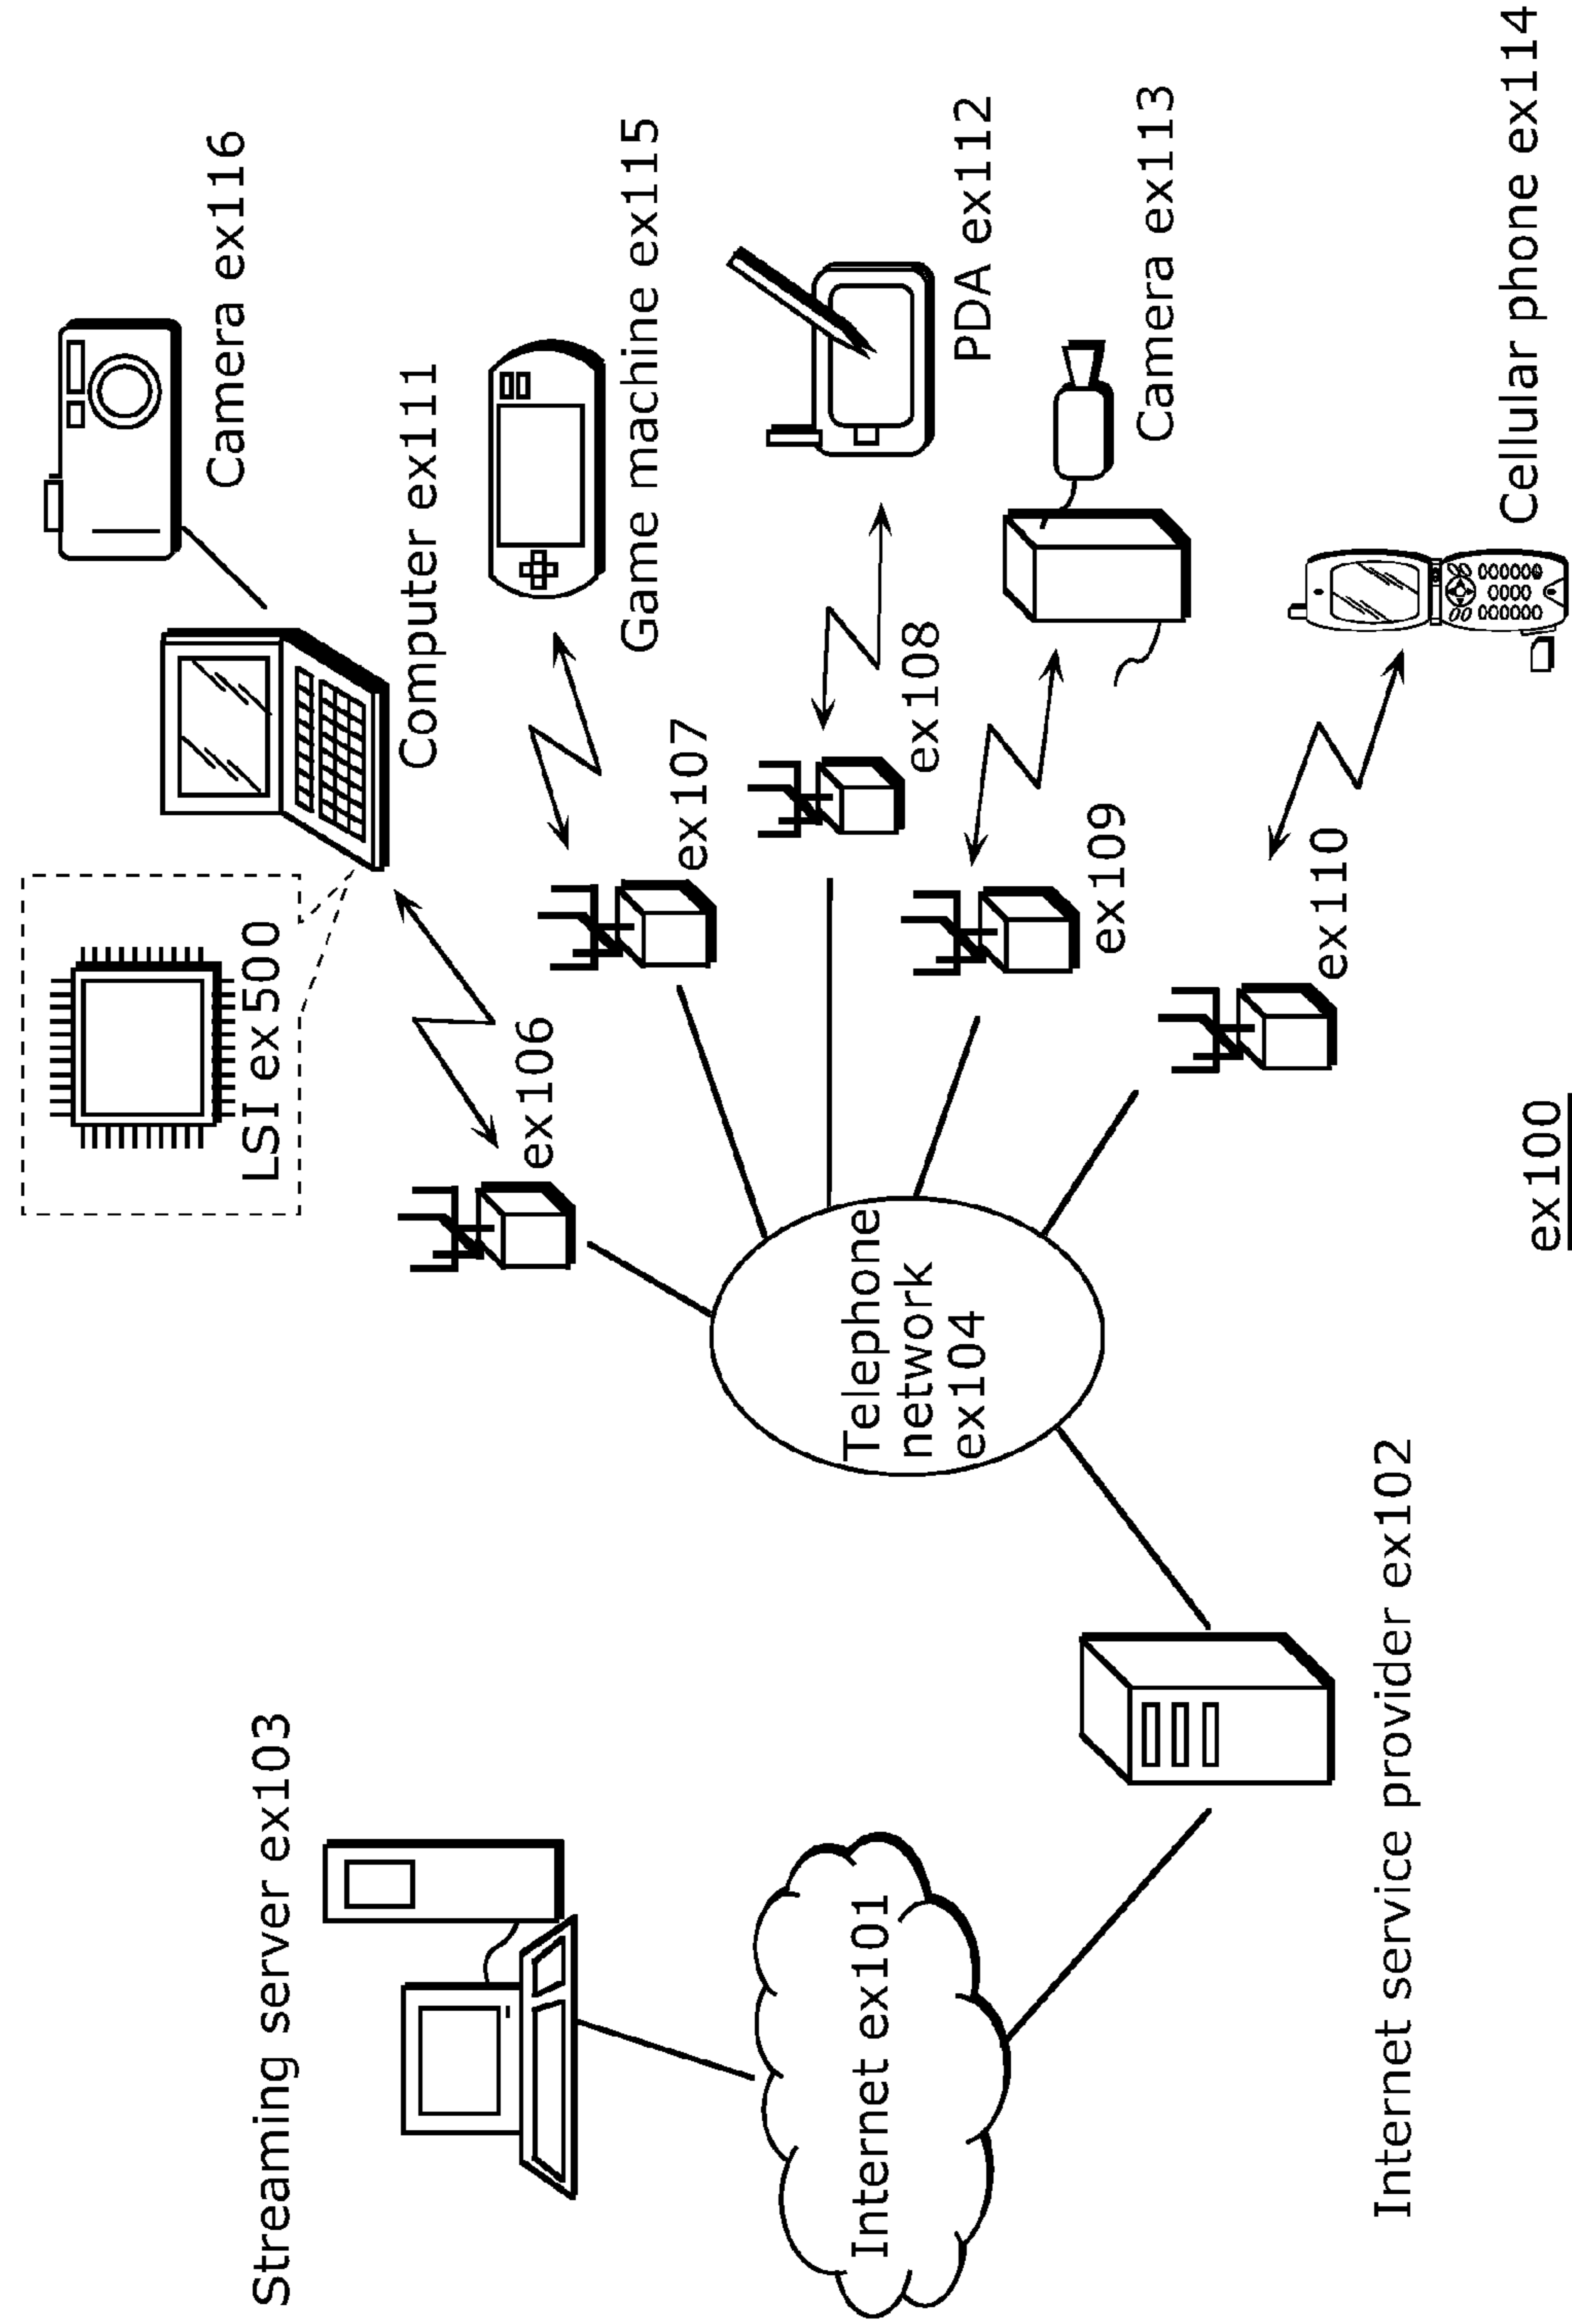 Streaming server ex103
Internet ex101
Internet service provider ex102
Telephone
network
ex104
LSI ex500
ex106
ex107
ex108
ex109
ex110
Camera ex116
Computer ex111
Game machine ex115
PDA ex112
Camera ex113
Cellular phone ex114
ex100